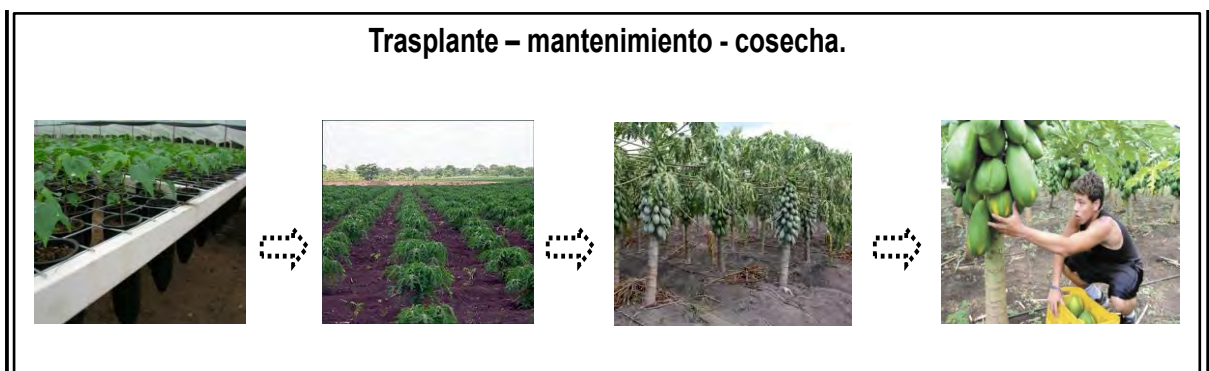 Trasplante – mantenimiento - cosecha.